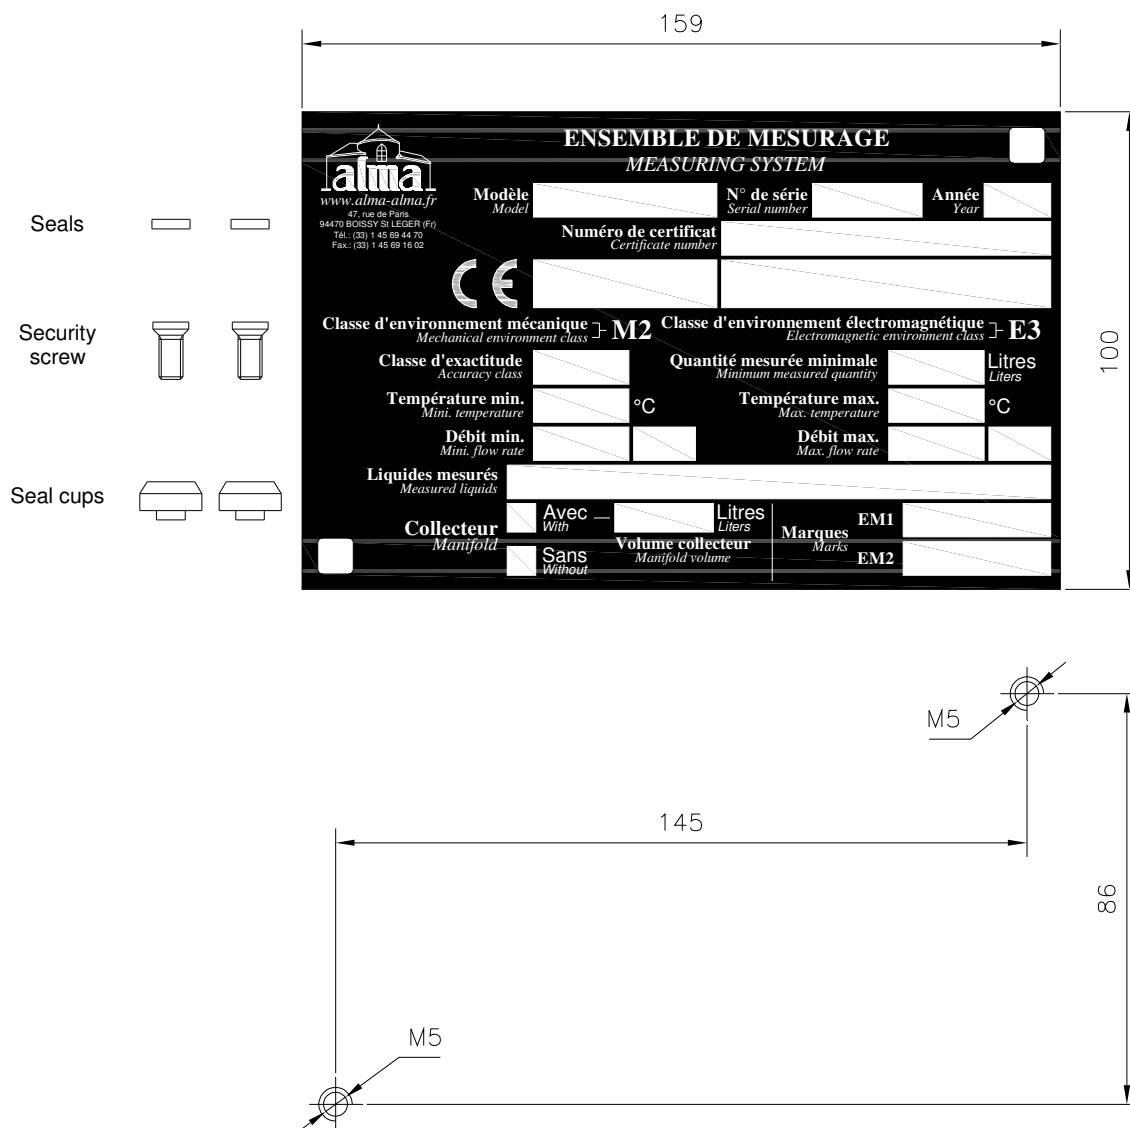 159
ENSEMBLE DE MESURAGE
MEASURING SYSTEM
alma
www.alma-alma.fr
47, rue de Paris
94470 BOISSY St LEGER (Fr)
Tél.: (33) 1 45 69 44 70
Fax.: (33) 1 45 69 16 02
Modèle
Model
N° de série
Serial number
Année
Year
Numéro de certificat
Certificate number
CE
Classe d'environnement mécanique
Mechanical environment class
M2
Classe d'environnement électromagnétique
Electromagnetic environment class
E3
Classe d'exactitude
Accuracy class
Quantité mesurée minimale
Minimum measured quantity
Litres
Liters
Température min.
Mini. temperature
°C
Température max.
Max. temperature
°C
Débit min.
Mini. flow rate
Débit max.
Max. flow rate
Liquides mesurés
Measured liquids
Collecteur
Manifold
Avec
With
Litres
Liters
Volume collecteur
Manifold volume
Sans
Without
Marques
Marks
EM1
EM2
100
Seals
Security
screw
Seal cups
M5
145
86
M5